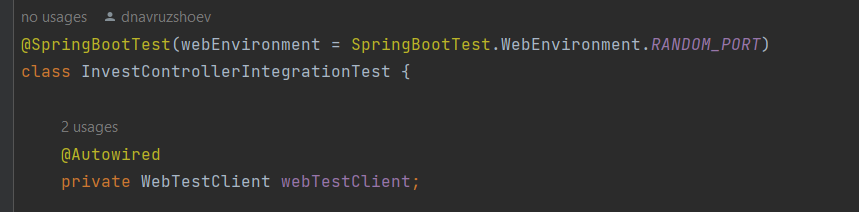 no usages dnavruzshoev
@SpringBootTest(webEnvironment = SpringBootTest.WebEnvironment.RANDOM_PORT)
class InvestControllerIntegrationTest {
2 usages
@Autowired
private WebTestClient webTestClient;